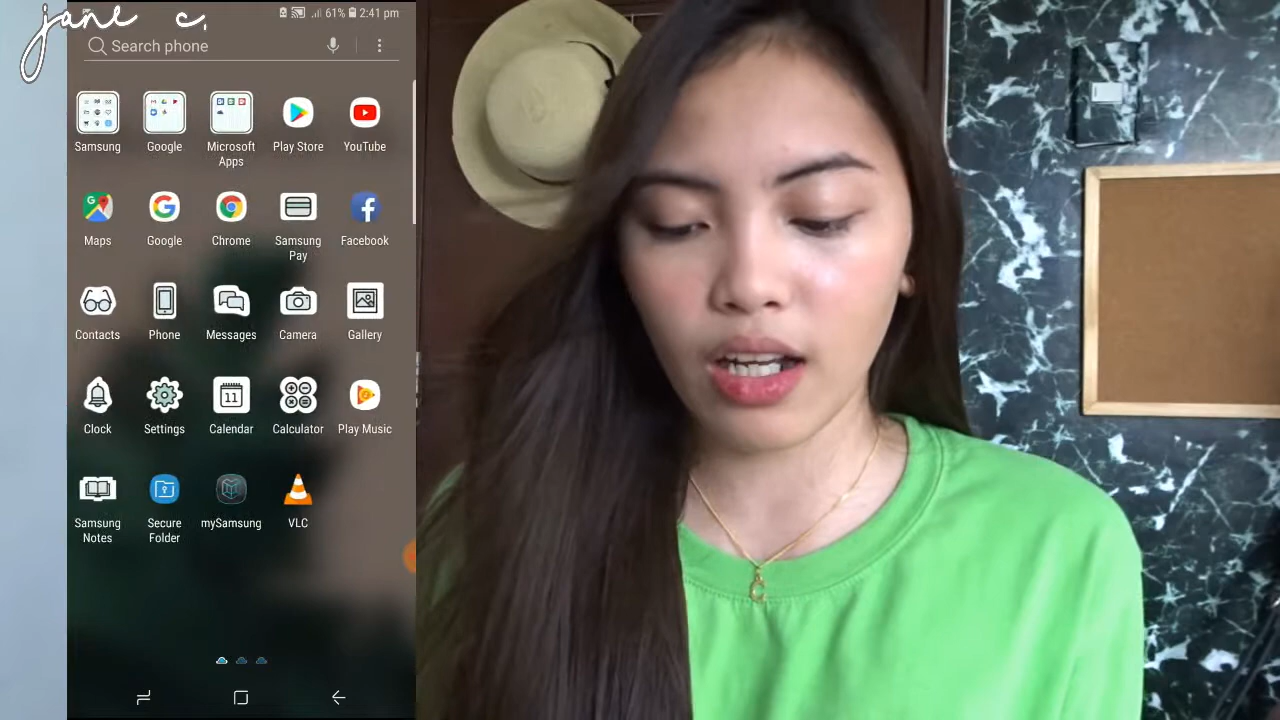 jane c.
61% 2:41 pm
Search phone
Samsung Google Microsoft Apps Play Store YouTube
Maps Google Chrome Samsung Pay Facebook
Contacts Phone Messages Camera Gallery
Clock Settings 11 Calendar Calculator Play Music
Samsung Notes Secure Folder mySamsung VLC